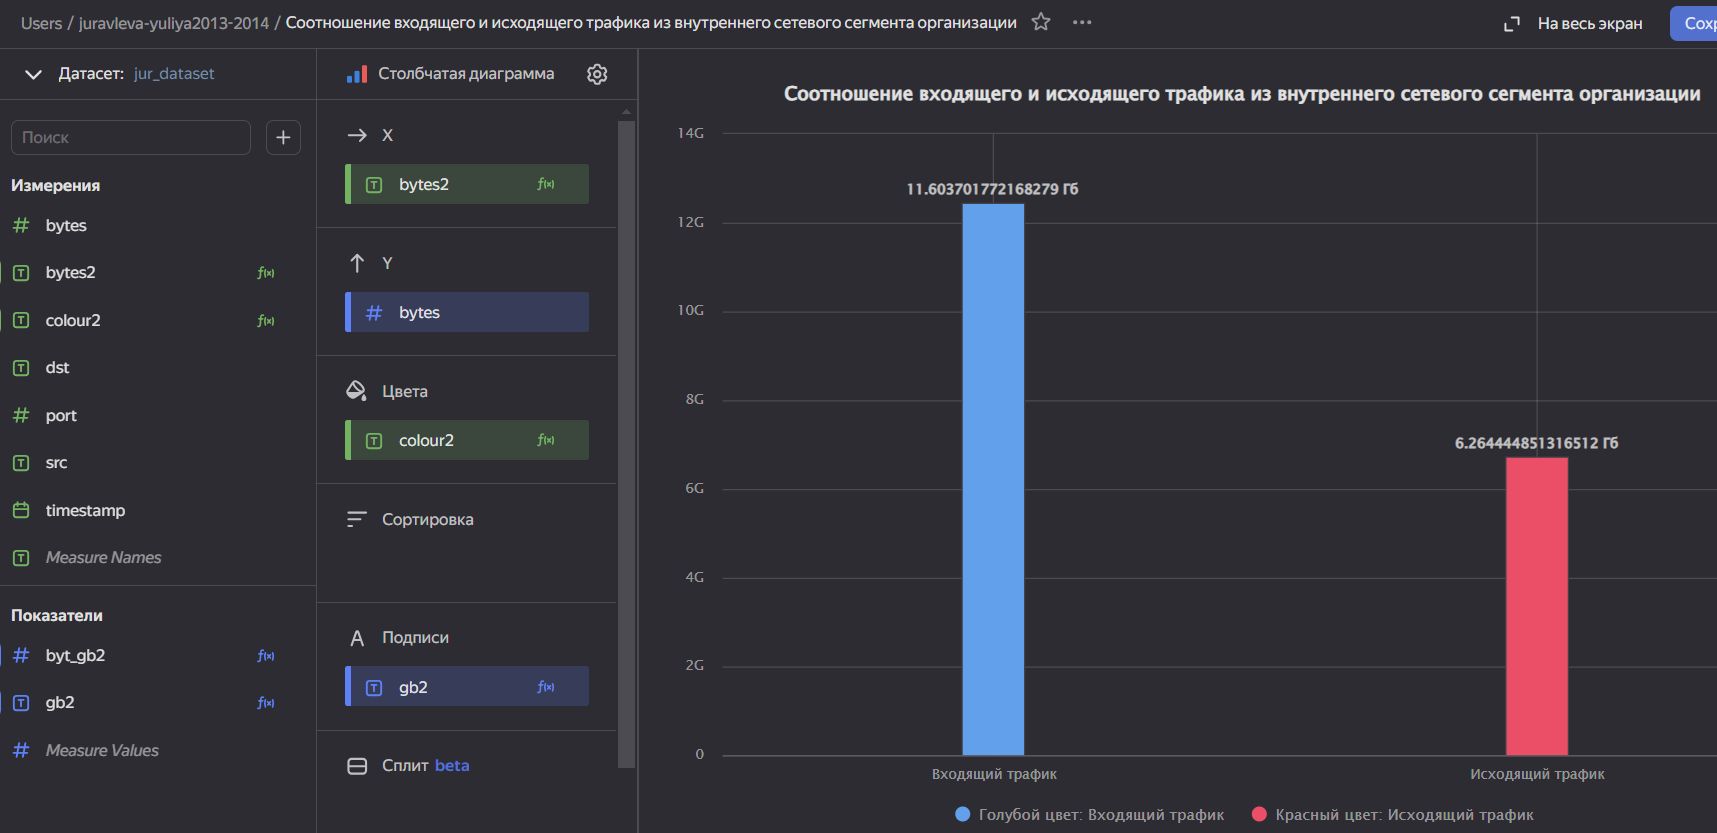 Users / juravleva-yuliya2013-2014 / Соотношение входящего и исходящего трафика из внутреннего сетевого сегмента организации
На весь экран
Датасет: jur_dataset
Поиск
Измерения
bytes
bytes2
colour2
dst
port
src
timestamp
Measure Names
Показатели
byt_gb2
gb2
Measure Values
Столбчатая диаграмма
X
bytes2
Y
bytes
Цвета
colour2
Сортировка
Подписи
gb2
Сплит beta
Соотношение входящего и исходящего трафика из внутреннего сетевого сегмента организации
14G
12G
10G
8G
6G
4G
2G
0
11.603701772168279 Гб
6.264444851316512 Гб
Входящий трафик
Исходящий трафик
Голубой цвет: Входящий трафик
Красный цвет: Исходящий трафик